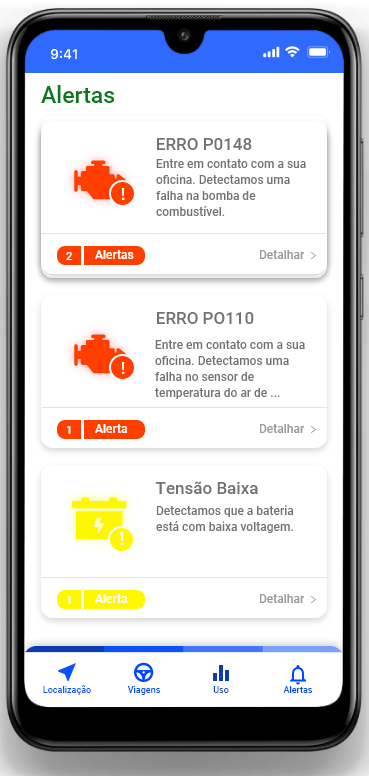 9:41
Alertas
ERRO P0148
Entre em contato com a sua
oficina. Detectamos uma
falha na bomba de
combustível.
2 Alertas
Detalhar >
ERRO PO110
Entre em contato com a sua
oficina. Detectamos uma
falha no sensor de
temperatura do ar de ...
1 Alerta
Detalhar >
Tensão Baixa
Detectamos que a bateria
está com baixa voltagem.
1 Alerta
Detalhar >
Localização Viagens Uso Alertas